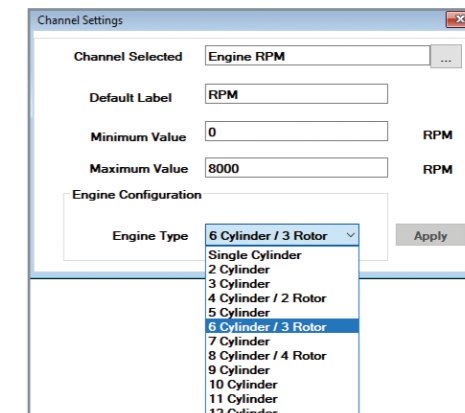 Channel Settings
Channel Selected Engine RPM ...
Default Label RPM
Minimum Value 0 RPM
Maximum Value 8000 RPM
Engine Configuration
Engine Type 6 Cylinder / 3 Rotor Apply
Single Cylinder
2 Cylinder
3 Cylinder
4 Cylinder / 2 Rotor
5 Cylinder
6 Cylinder / 3 Rotor
7 Cylinder
8 Cylinder / 4 Rotor
9 Cylinder
10 Cylinder
11 Cylinder
12 Cylinder